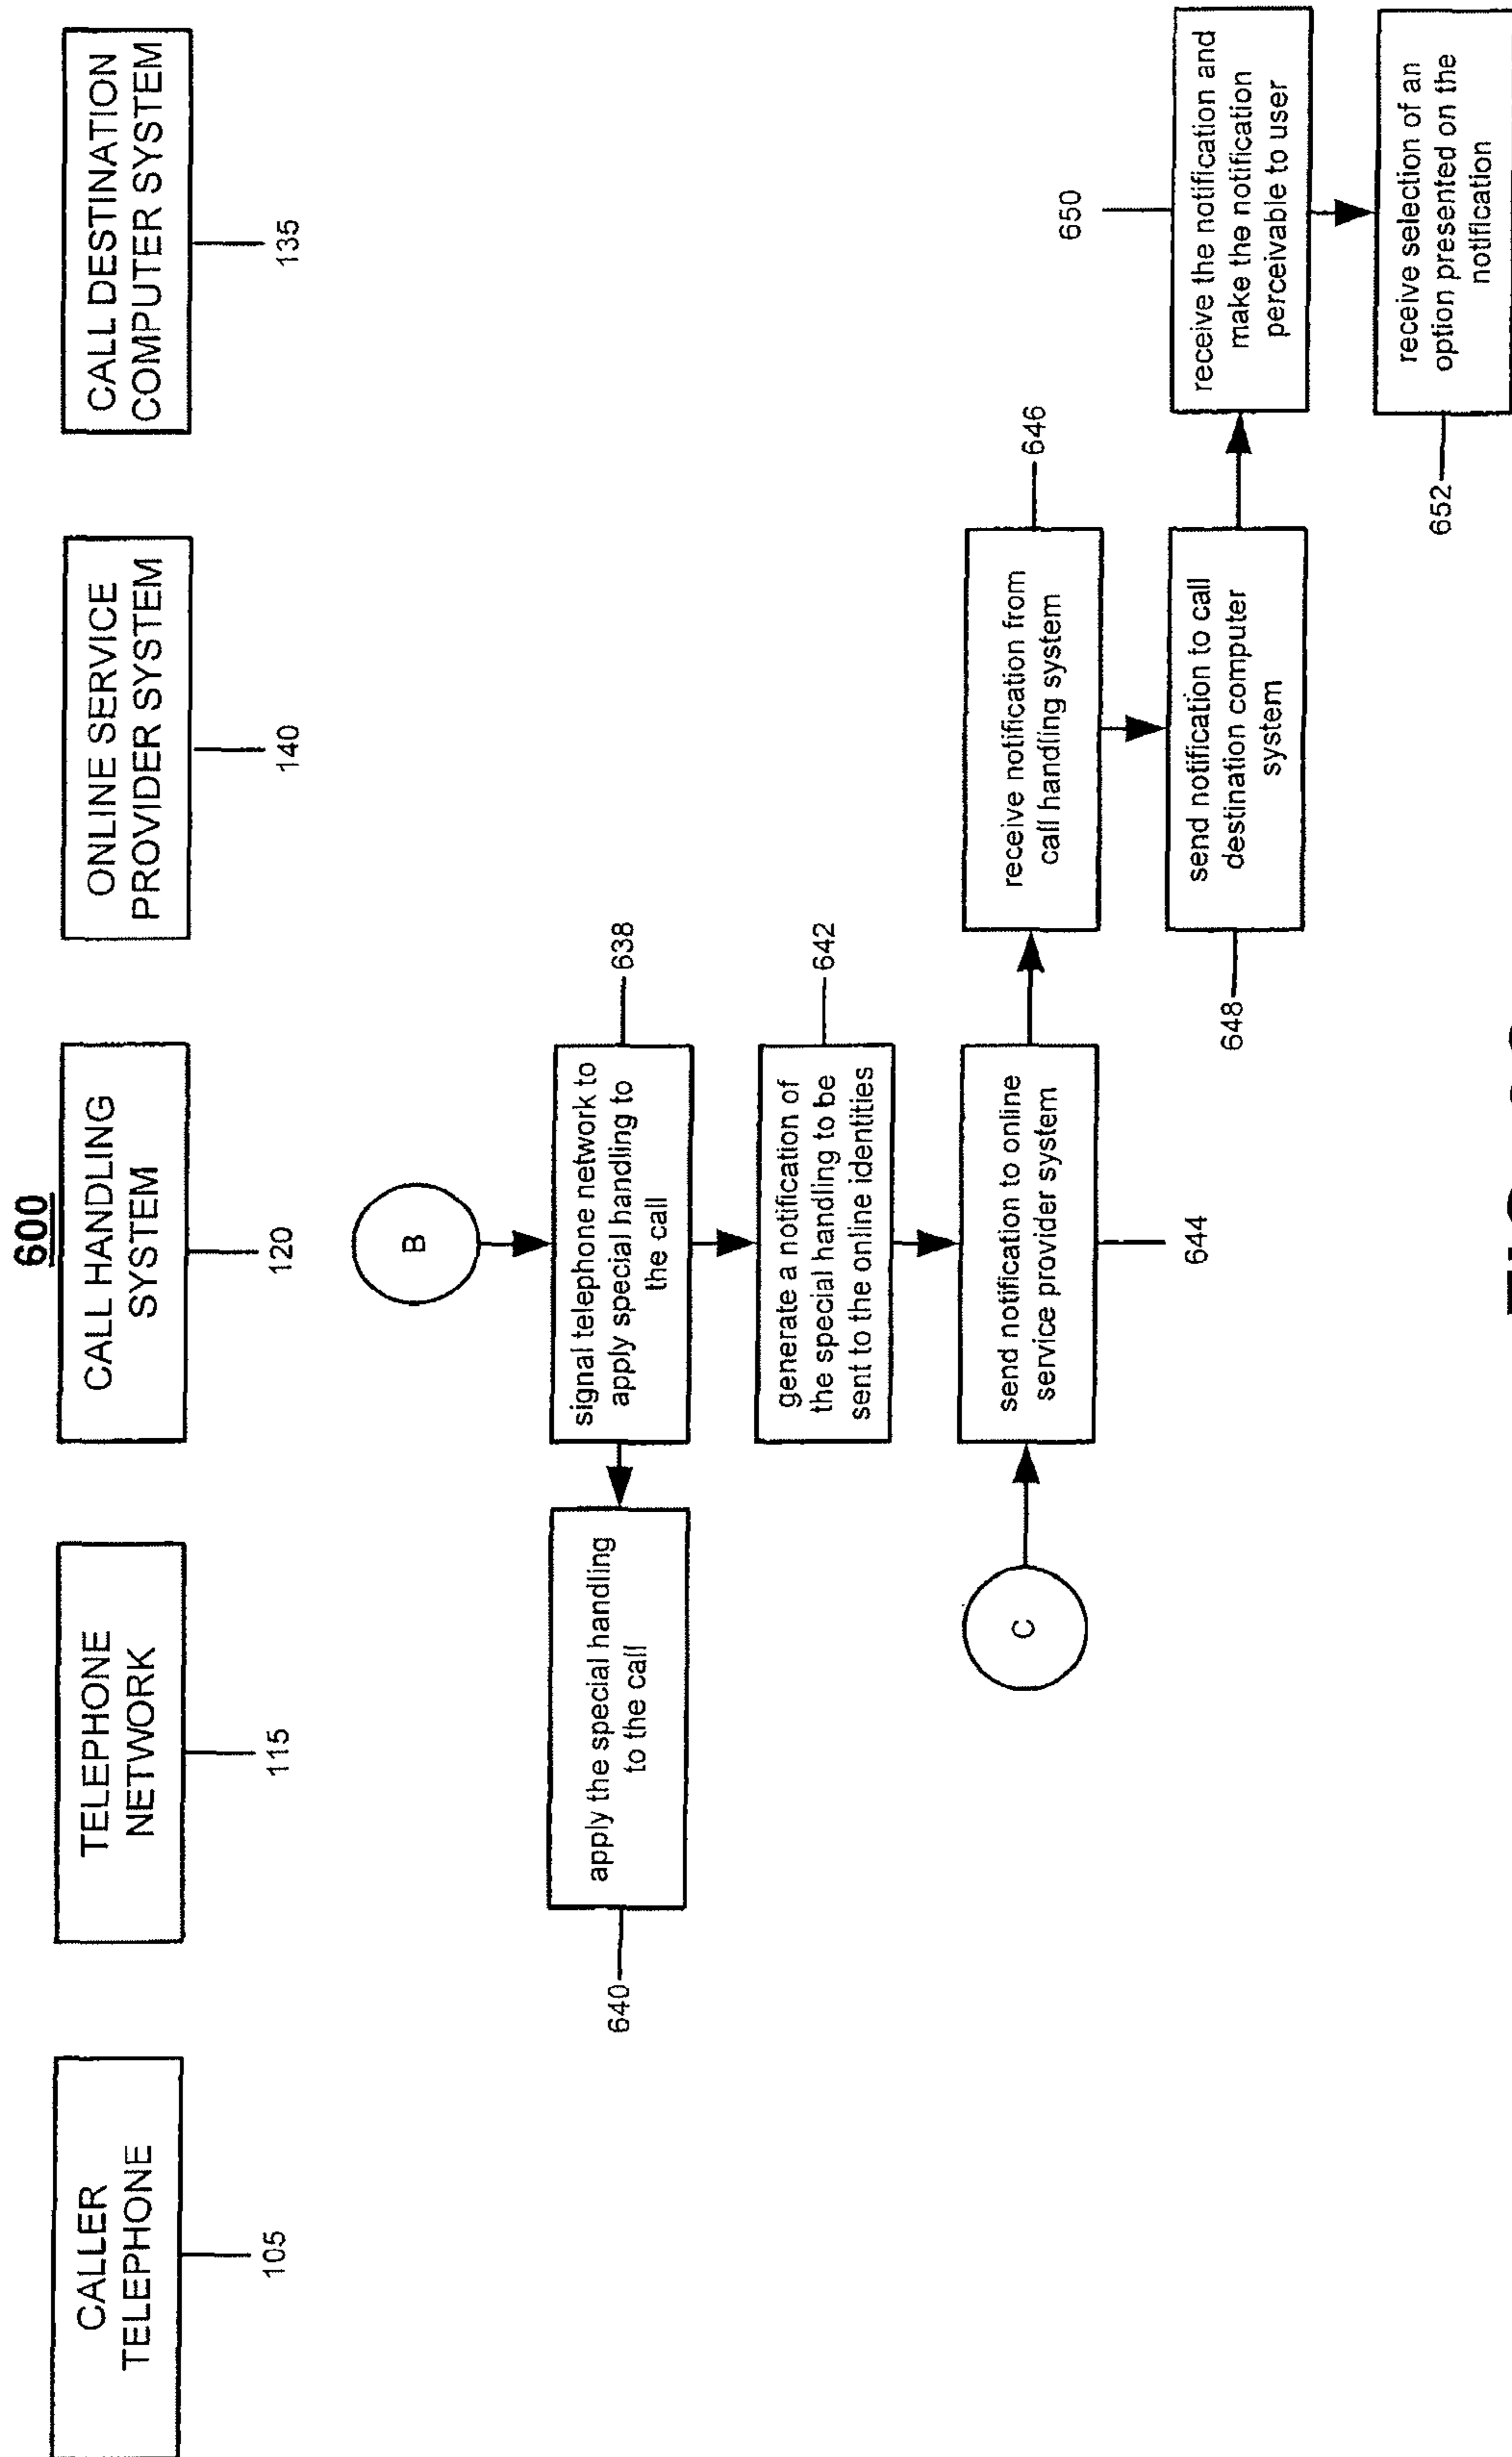 600
CALLER
TELEPHONE
105
TELEPHONE
NETWORK
115
CALL HANDLING
SYSTEM
120
ONLINE SERVICE
PROVIDER SYSTEM
140
CALL DESTINATION
COMPUTER SYSTEM
135
B
signal telephone network to
apply special handling to
the call
638
apply the special handling
to the call
640
generate a notification of
the special handling to be
sent to the online identities
642
C
send notification to online
service provider system
644
receive notification from
call handling system
646
send notification to call
destination computer
system
648
receive the notification and
make the notification
perceivable to user
650
receive selection of an
option presented on the
notification
652